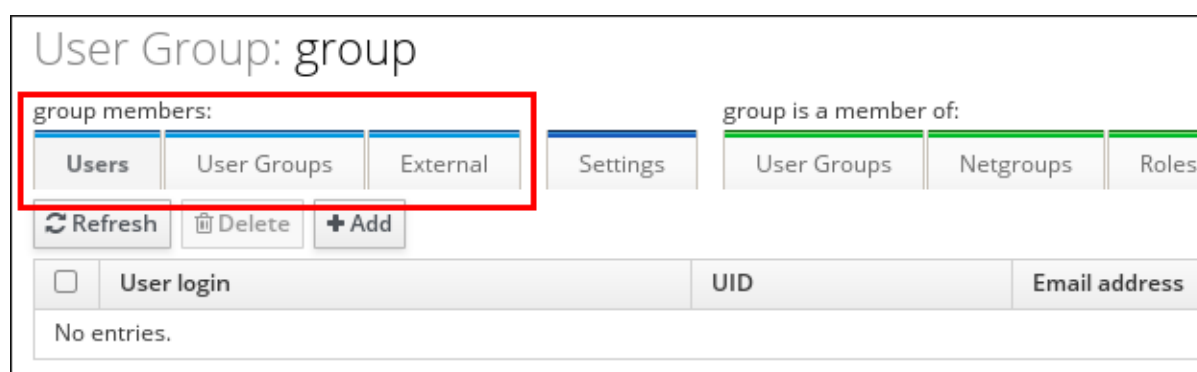 User Group: group
group members: group is a member of:
Users User Groups External Settings User Groups Netgroups Roles
Refresh Delete Add
User login UID Email address
No entries.